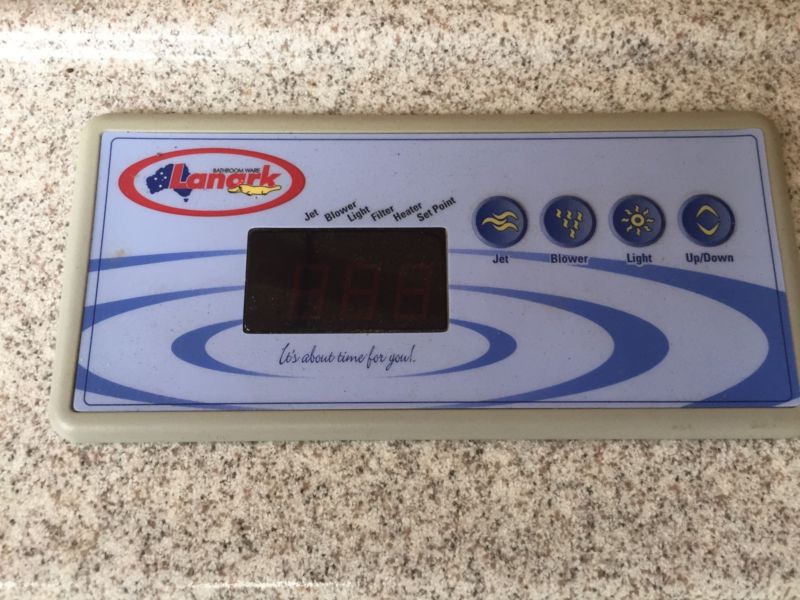 BATHROOM WARE
Lanark
Jet Blower Light Filter Heater Set Point
Jet Blower Light Up/Down
It's about time for you!.